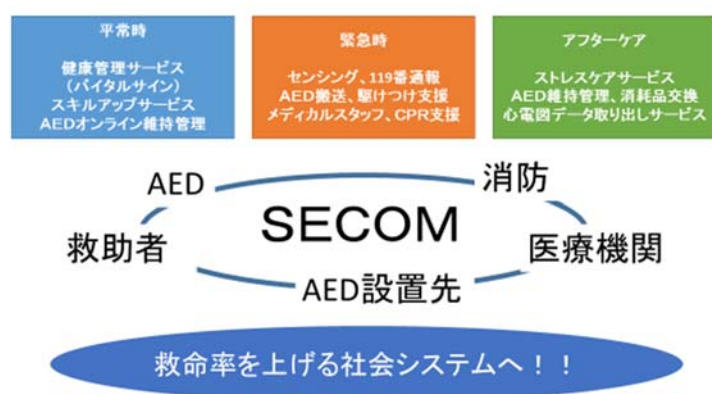 平常時
健康管理サービス
(バイタルサイン)
スキルアップサービス
AEDオンライン維持管理
緊急時
センシング、119番通報
AED搬送、駆けつけ支援
メディカルスタッフ、CPR支援
アフターケア
ストレスケアサービス
AED維持管理、消耗品交換
心電図データ取り出しサービス
AED
消防
救助者
SECOM
医療機関
AED設置先
救命率を上げる社会システムへ！！